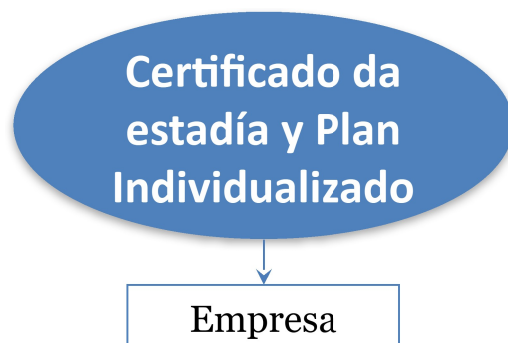 Certificado da
estadía y Plan
Individualizado
Empresa